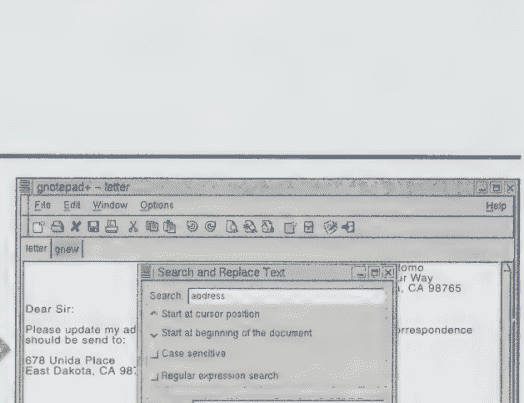 gnotepad+ - letter
File Edit Window Options Help
letter gnew
Search and Replace Text
Way
CA 98765
Search address
Dear Sir:
Start at cursor position
Please update my ad
Start at beginning of the document
rrespondence
should be send to:
Case sensitive
678 Unida Place
East Dakota, CA 987
Regular expression search